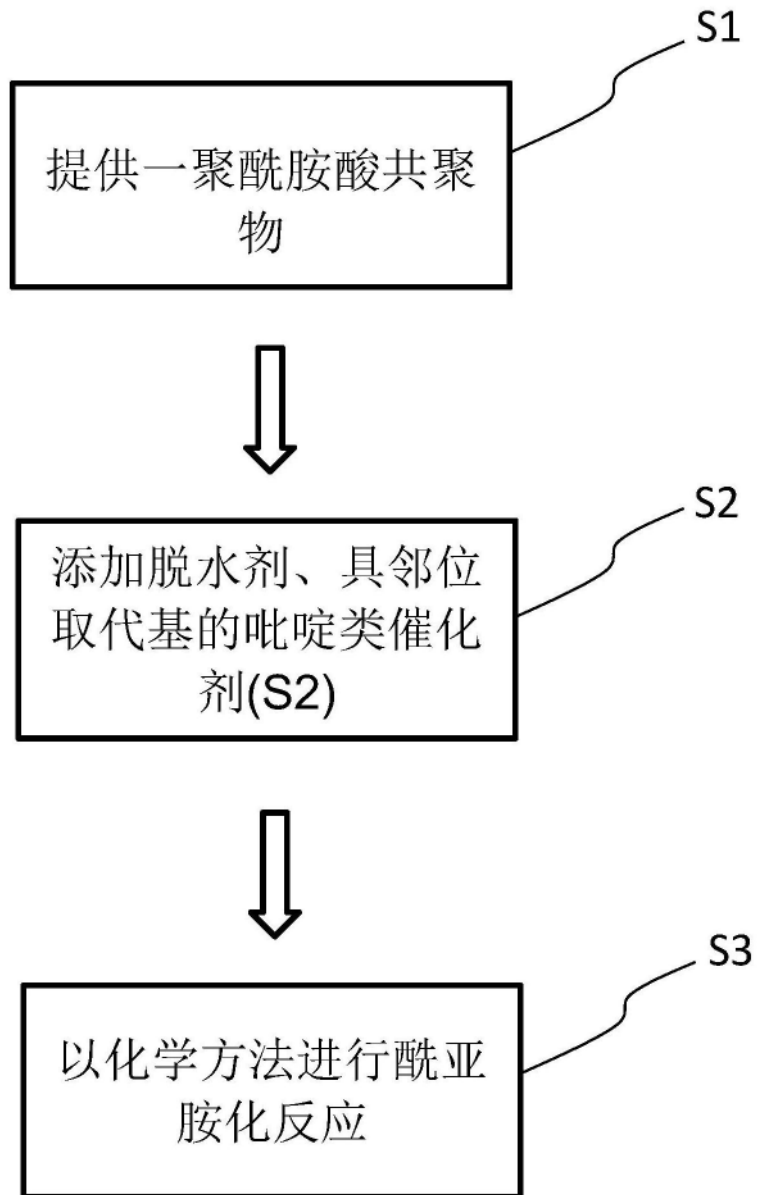 S1
提供一聚酰胺酸共聚
物
S2
添加脱水剂、具邻位
取代基的吡啶类催化
剂(S2)
S3
以化学方法进行酰亚
胺化反应